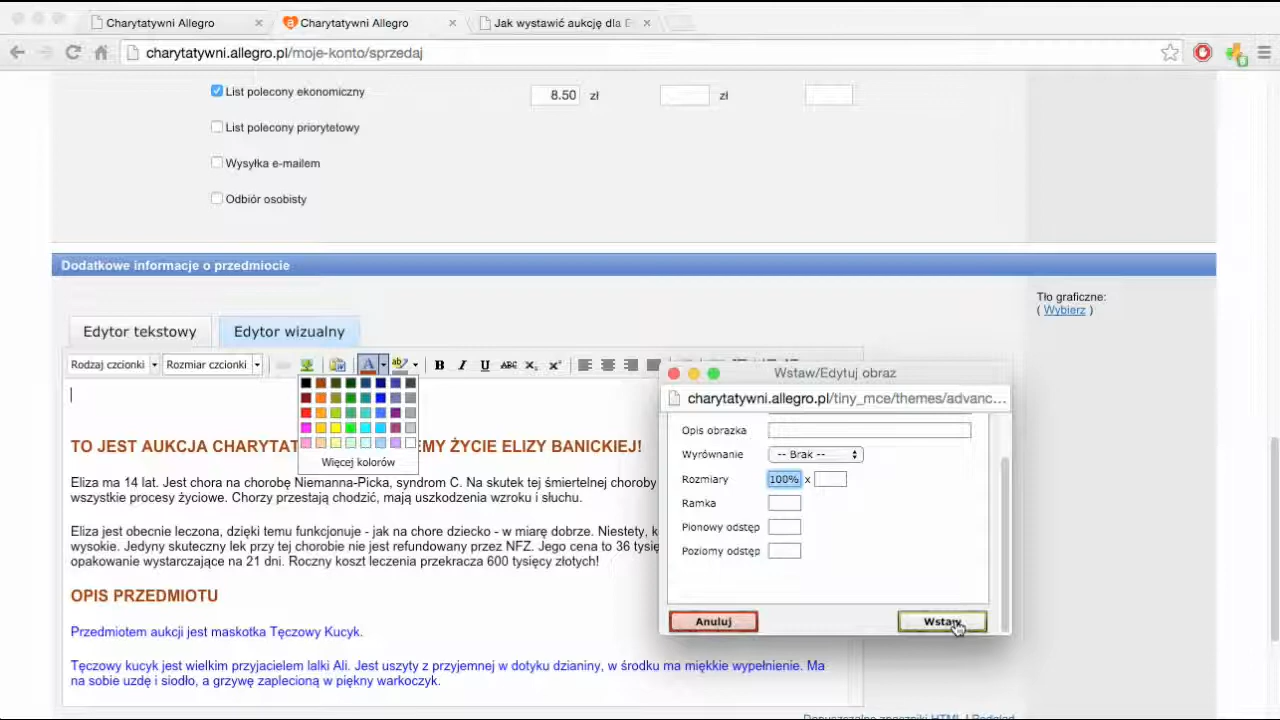 Charytatywni Allegro
Charytatywni Allegro
Jak wystawić aukcję dla
charytatywni.allegro.pl/moje-konto/sprzedaj
List polecony ekonomiczny 8.50 zł zł
List polecony priorytetowy
Wysyłka e-mailem
Odbiór osobisty
Dodatkowe informacje o przedmiocie
Tło graficzne:
( Wybierz )
Edytor tekstowy Edytor wizualny
Rodzaj czcionki Rozmiar czcionki
Więcej kolorów
TO JEST AUKCJA CHARYTAT EMY ŻYCIE ELIZY BANICKIEJ!
Eliza ma 14 lat. Jest chora na chorobę Niemanna-Picka, syndrom C. Na skutek tej śmiertelnej choroby
wszystkie procesy życiowe. Chorzy przestają chodzić, mają uszkodzenia wzroku i słuchu.
Eliza jest obecnie leczona, dzięki temu funkcjonuje - jak na chore dziecko - w miarę dobrze. Niestety, k
wysokie. Jedyny skuteczny lek przy tej chorobie nie jest refundowany przez NFZ. Jego cena to 36 tysię
opakowanie wystarczające na 21 dni. Roczny koszt leczenia przekracza 600 tysięcy złotych!
OPIS PRZEDMIOTU
Przedmiotem aukcji jest maskotka Tęczowy Kucyk.
Tęczowy kucyk jest wielkim przyjacielem lalki Ali. Jest uszyty z przyjemnej w dotyku dzianiny, w środku ma miękkie wypełnienie. Ma
na sobie uzdę i siodło, a grzywę zaplecioną w piękny warkoczyk.
Wstaw/Edytuj obraz
charytatywni.allegro.pl/tiny_mce/themes/advanc...
Opis obrazka
Wyrównanie -- Brak --
Rozmiary 100% x
Ramka
Pionowy odstęp
Poziomy odstęp
Anuluj Wstaw
Dopuszczalne znaczniki HTML | Podgląd